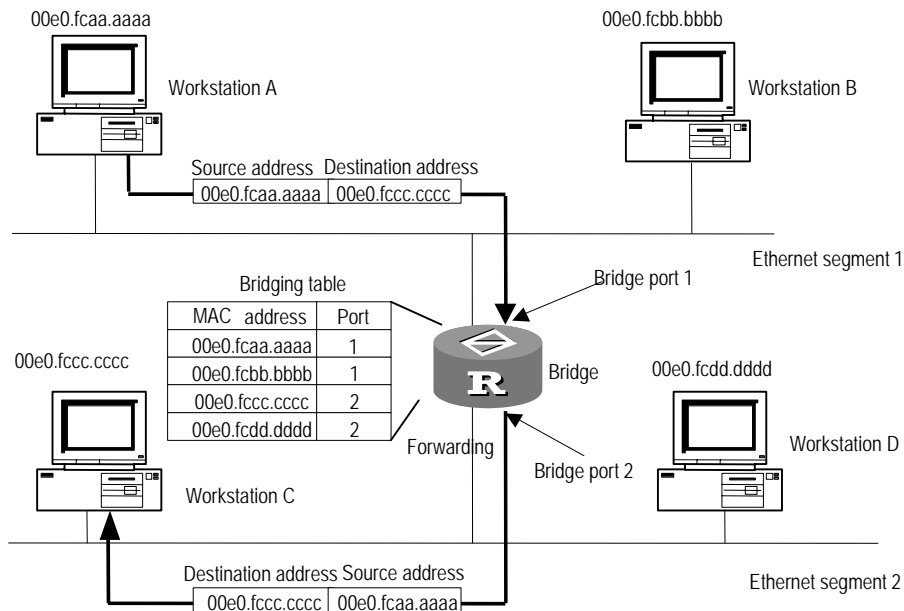 00e0.fcaa.aaaa
00e0.fcbb.bbbb
Workstation A
Workstation B
Source address Destination address
00e0.fcaa.aaaa 00e0.fccc.cccc
Ethernet segment 1
Bridge port 1
Bridging table
MAC address Port
00e0.fcaa.aaaa 1
00e0.fcbb.bbbb 1
00e0.fccc.cccc 2
00e0.fcdd.dddd 2
00e0.fccc.cccc
R
Bridge
00e0.fcdd.dddd
Forwarding
Bridge port 2
Workstation D
Workstation C
Destination address Source address
00e0.fccc.cccc 00e0.fcaa.aaaa
Ethernet segment 2